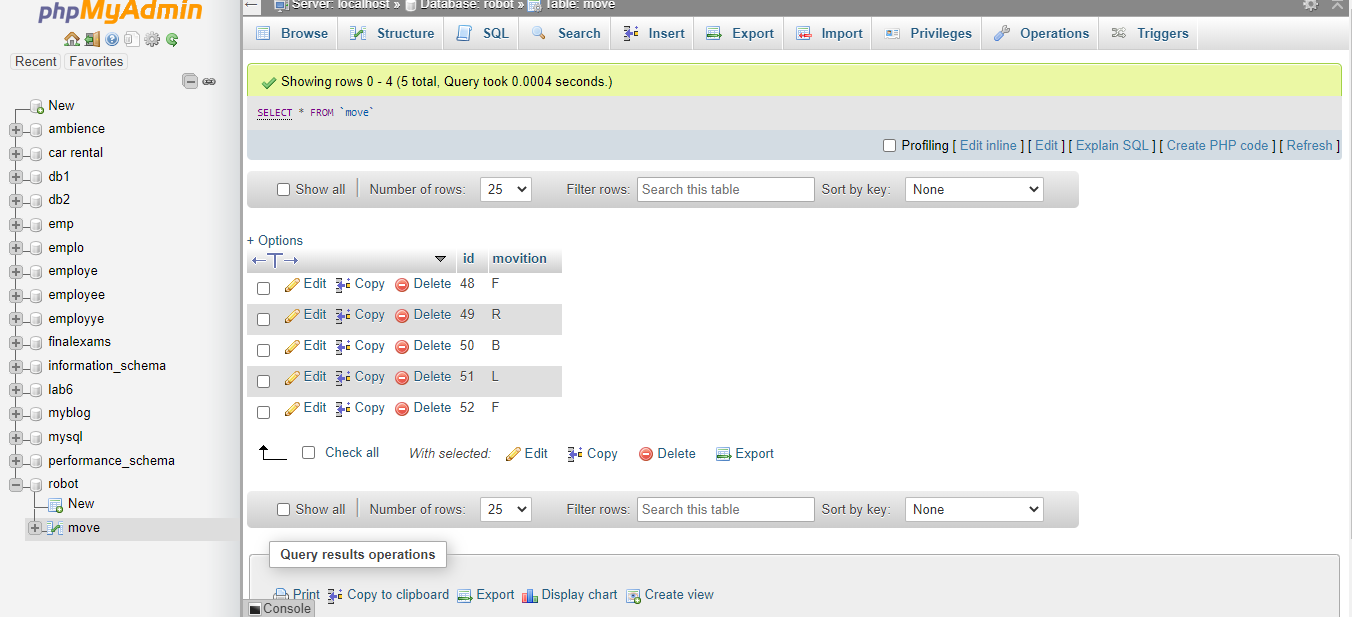 phpMyAdmin
Recent Favorites
New
ambience
car rental
db1
db2
emp
emplo
employe
employee
employye
finalexams
information_schema
lab6
myblog
mysql
performance_schema
robot
New
move
Server: localhost » Database: robot » Table: move
Browse Structure SQL Search Insert Export Import Privileges Operations Triggers
Showing rows 0 - 4 (5 total, Query took 0.0004 seconds.)
SELECT * FROM `move`
Profiling [ Edit inline ] [ Edit ] [ Explain SQL ] [ Create PHP code ] [ Refresh ]
Show all Number of rows: 25 Filter rows: Search this table Sort by key: None
+ Options
←T→ id movition
Edit Copy Delete 48 F
Edit Copy Delete 49 R
Edit Copy Delete 50 B
Edit Copy Delete 51 L
Edit Copy Delete 52 F
Check all With selected: Edit Copy Delete Export
Show all Number of rows: 25 Filter rows: Search this table Sort by key: None
Query results operations
Print Copy to clipboard Export Display chart Create view
Console